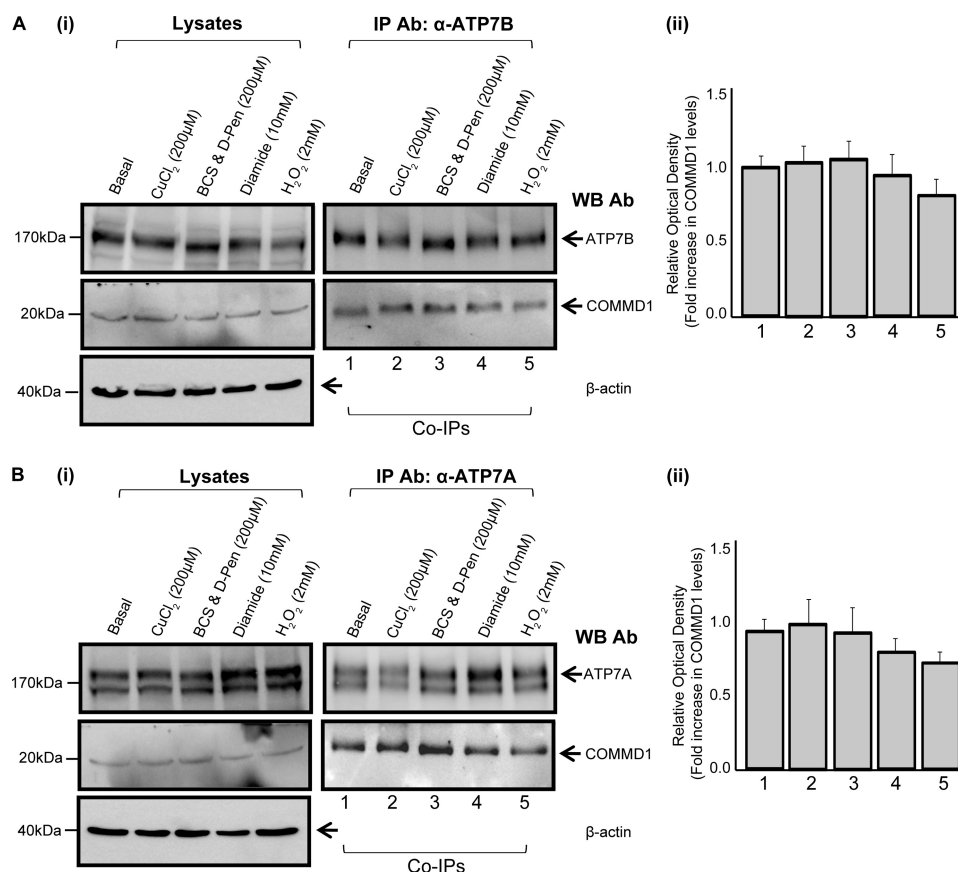 A (i) Lysates IP Ab: α-ATP7B (ii)
Basal
CuCl₂ (200μM)
BCS & D-Pen (200μM)
Diamide (10mM)
H₂O₂ (2mM)
Basal
CuCl₂ (200μM)
BCS & D-Pen (200μM)
Diamide (10mM)
H₂O₂ (2mM)
WB Ab
170kDa
ATP7B
20kDa
COMMD1
1 2 3 4 5
40kDa
β-actin
Co-IPs
Relative Optical Density
(Fold increase in COMMD1 levels)
1.5
1.0
0.5
0.0
1 2 3 4 5
B (i) Lysates IP Ab: α-ATP7A (ii)
Basal
CuCl₂ (200μM)
BCS & D-Pen (200μM)
Diamide (10mM)
H₂O₂ (2mM)
Basal
CuCl₂ (200μM)
BCS & D-Pen (200μM)
Diamide (10mM)
H₂O₂ (2mM)
WB Ab
170kDa
ATP7A
20kDa
COMMD1
1 2 3 4 5
40kDa
β-actin
Co-IPs
Relative Optical Density
(Fold increase in COMMD1 levels)
1.5
1.0
0.5
0.0
1 2 3 4 5